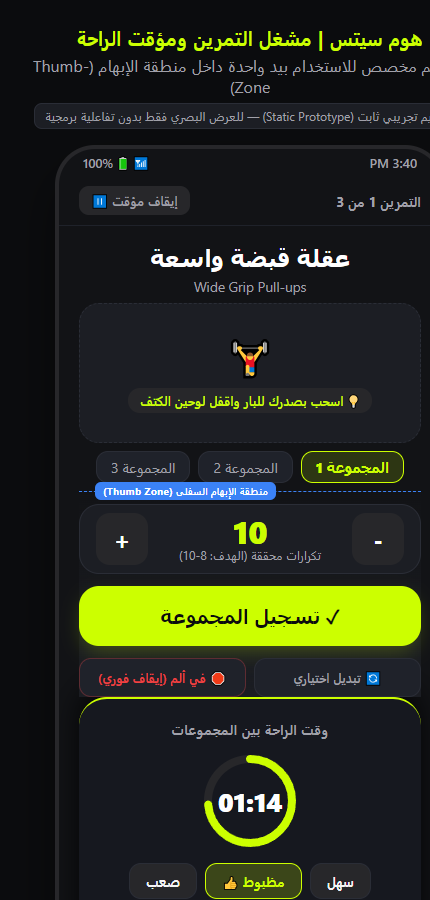 هوم سيتس | مشغل التمرين ومؤقت الراحة
م مخصص للاستخدام بيد واحدة داخل منطقة الإبهام (Thumb-
Zone)
يم تجريبي ثابت (Static Prototype) — للعرض البصري فقط بدون تفاعلية برمجية
3:40 PM
100%
التمرين 1 من 3
إيقاف مؤقت
عقلة قبضة واسعة
Wide Grip Pull-ups
اسحب بصدرك للبار واقفل لوحين الكتف
المجموعة 1
المجموعة 2
المجموعة 3
منطقة الإبهام السفلى (Thumb Zone)
-
10
+
تكرارات محققة (الهدف: 8-10)
✓ تسجيل المجموعة
تبديل اختياري
في ألم (إيقاف فوري)
وقت الراحة بين المجموعات
01:14
سهل
مظبوط
صعب